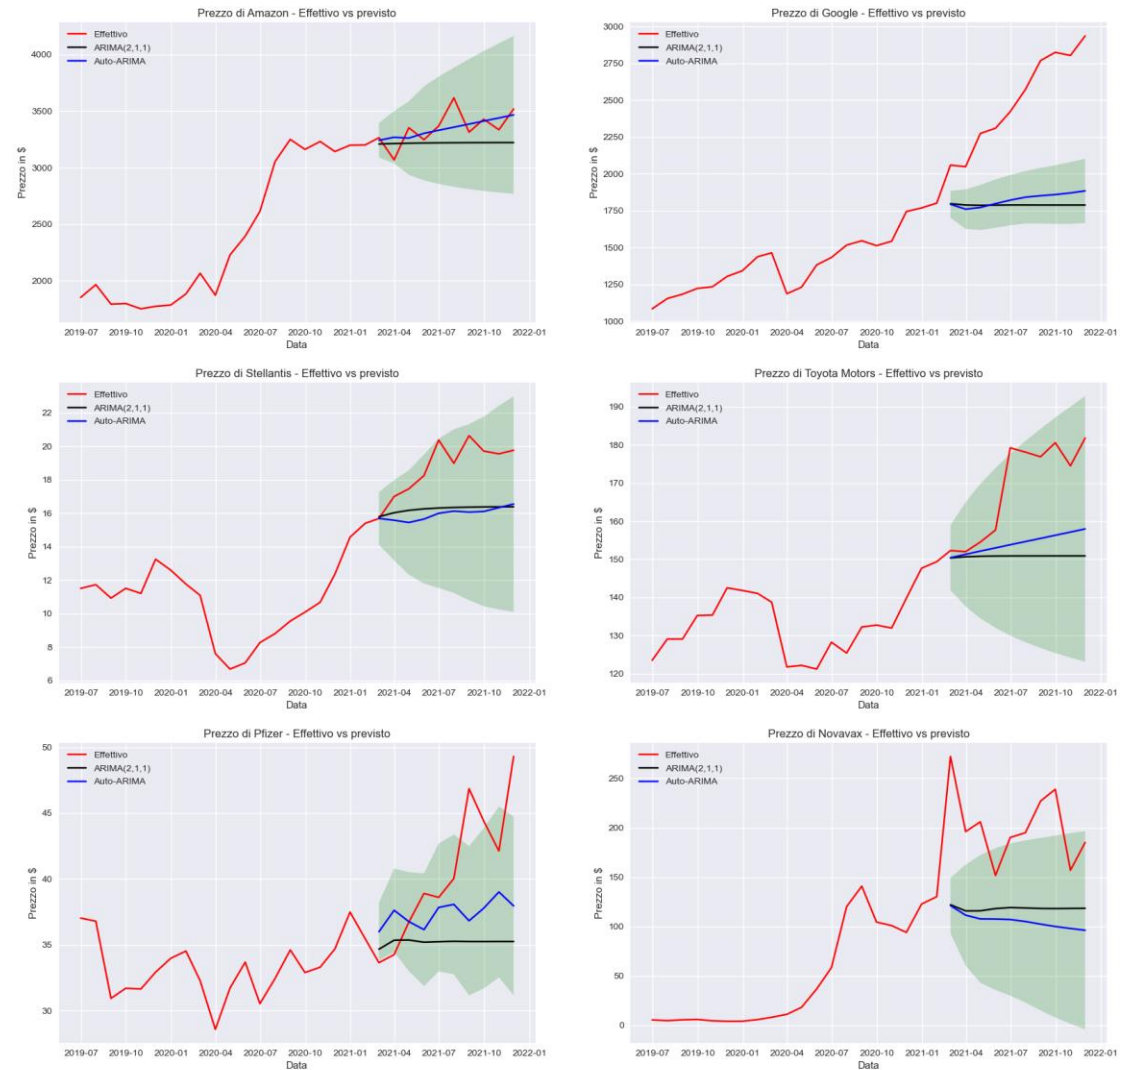 Prezzo di Amazon - Effettivo vs previsto
Effettivo
ARIMA(2,1,1)
Auto-ARIMA
4000
3500
3000
2500
2000
Prezzo in $
2019-07 2019-10 2020-01 2020-04 2020-07 2020-10 2021-01 2021-04 2021-07 2021-10 2022-01
Data
Prezzo di Google - Effettivo vs previsto
Effettivo
ARIMA(2,1,1)
Auto-ARIMA
3000
2750
2500
2250
2000
1750
1500
1250
1000
Prezzo in $
2019-07 2019-10 2020-01 2020-04 2020-07 2020-10 2021-01 2021-04 2021-07 2021-10 2022-01
Data
Prezzo di Stellantis - Effettivo vs previsto
Effettivo
ARIMA(2,1,1)
Auto-ARIMA
22
20
18
16
14
12
10
8
6
Prezzo in $
2019-07 2019-10 2020-01 2020-04 2020-07 2020-10 2021-01 2021-04 2021-07 2021-10 2022-01
Data
Prezzo di Toyota Motors - Effettivo vs previsto
Effettivo
ARIMA(2,1,1)
Auto-ARIMA
190
180
170
160
150
140
130
120
Prezzo in $
2019-07 2019-10 2020-01 2020-04 2020-07 2020-10 2021-01 2021-04 2021-07 2021-10 2022-01
Data
Prezzo di Pfizer - Effettivo vs previsto
Effettivo
ARIMA(2,1,1)
Auto-ARIMA
50
45
40
35
30
Prezzo in $
2019-07 2019-10 2020-01 2020-04 2020-07 2020-10 2021-01 2021-04 2021-07 2021-10 2022-01
Data
Prezzo di Novavax - Effettivo vs previsto
Effettivo
ARIMA(2,1,1)
Auto-ARIMA
250
200
150
100
50
0
Prezzo in $
2019-07 2019-10 2020-01 2020-04 2020-07 2020-10 2021-01 2021-04 2021-07 2021-10 2022-01
Data